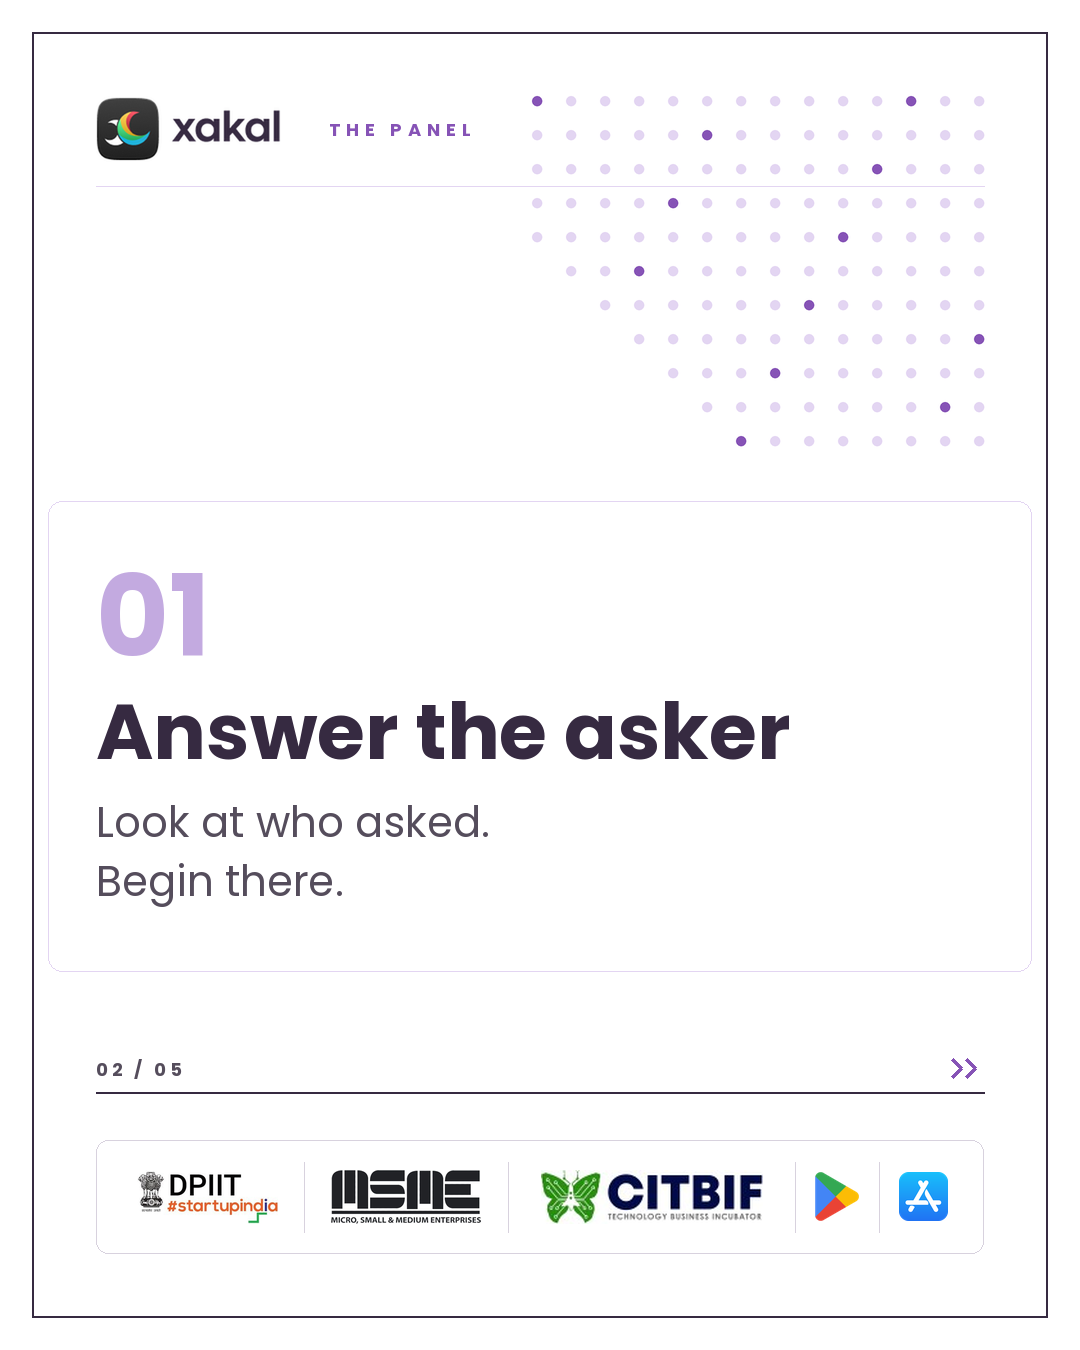 xakal
THE PANEL
01
Answer the asker
Look at who asked.
Begin there.
02 / 05
DPIIT
#startupindia
MSME
MICRO, SMALL & MEDIUM ENTERPRISES
CITBIF
TECHNOLOGY BUSINESS INCUBATOR